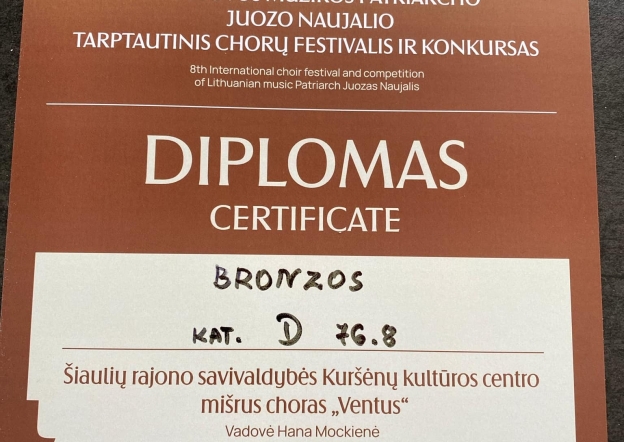 JUOZO NAUJALIO
TARPTAUTINIS CHORŲ FESTIVALIS IR KONKURSAS
8th International choir festival and competition
of Lithuanian music Patriarch Juozas Naujalis
DIPLOMAS
CERTIFICATE
BRONZOS
KAT. D 76.8
Šiaulių rajono savivaldybės Kuršėnų kultūros centro
mišrus choras „Ventus“
Vadovė Hana Mockienė